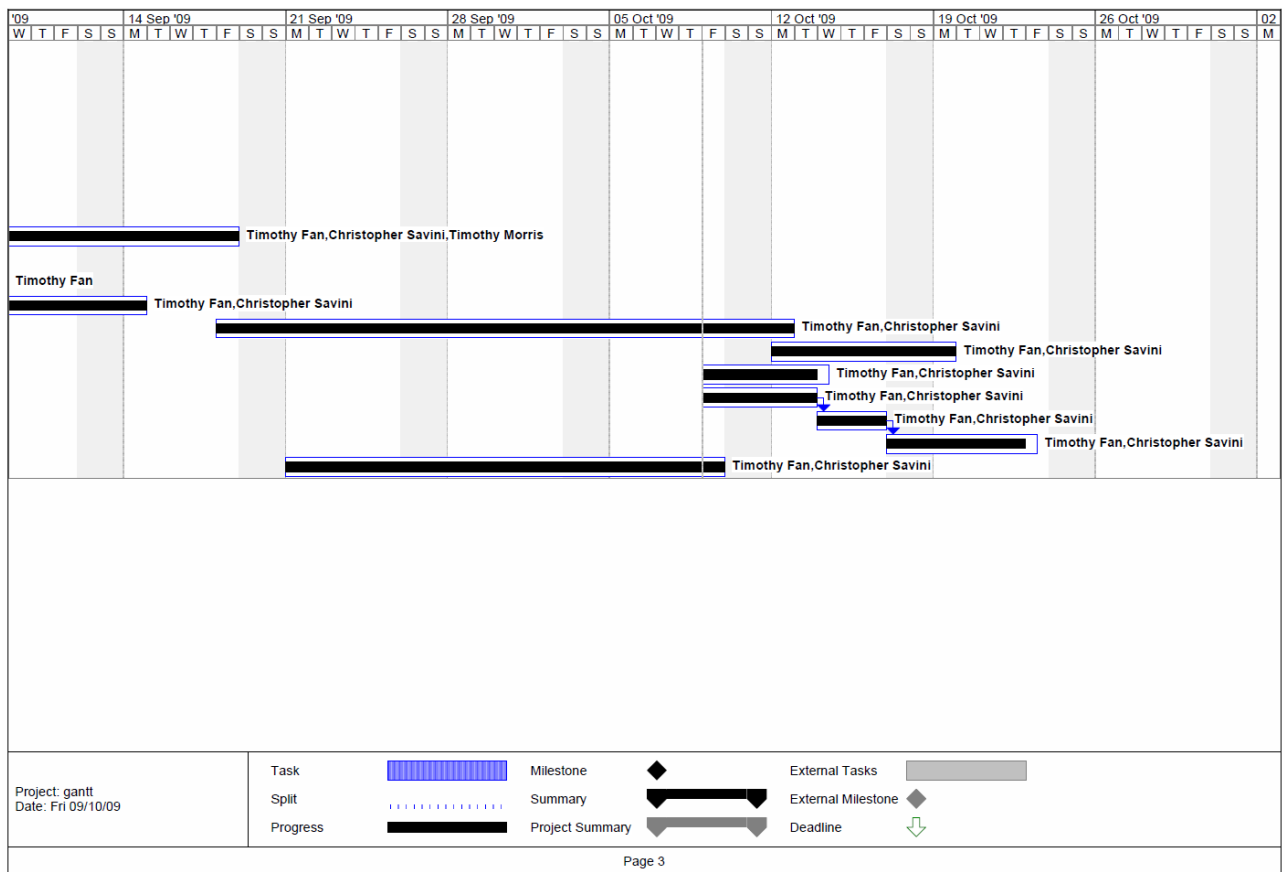 '09 14 Sep '09 21 Sep '09 28 Sep '09 05 Oct '09 12 Oct '09 19 Oct '09 26 Oct '09 02
W T F S S M T W T F S S M T W T F S S M T W T F S S M T W T F S S M T W T F S S M T W T F S S M T W T F S S M
Timothy Fan,Christopher Savini,Timothy Morris
Timothy Fan
Timothy Fan,Christopher Savini
Timothy Fan,Christopher Savini
Timothy Fan,Christopher Savini
Timothy Fan,Christopher Savini
Timothy Fan,Christopher Savini
Timothy Fan,Christopher Savini
Timothy Fan,Christopher Savini
Timothy Fan,Christopher Savini
Project: gantt
Date: Fri 09/10/09
Task Milestone External Tasks
Split Summary External Milestone
Progress Project Summary Deadline
Page 3